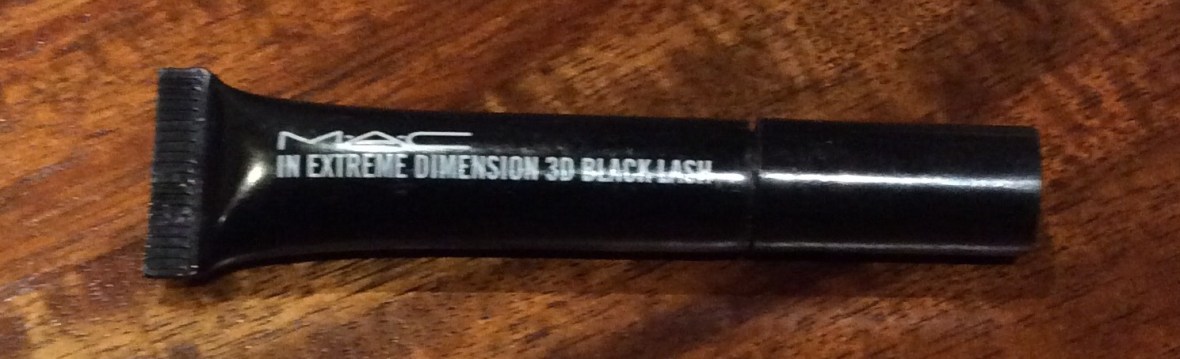 MAC
IN EXTREME DIMENSION 3D BLACK LASH